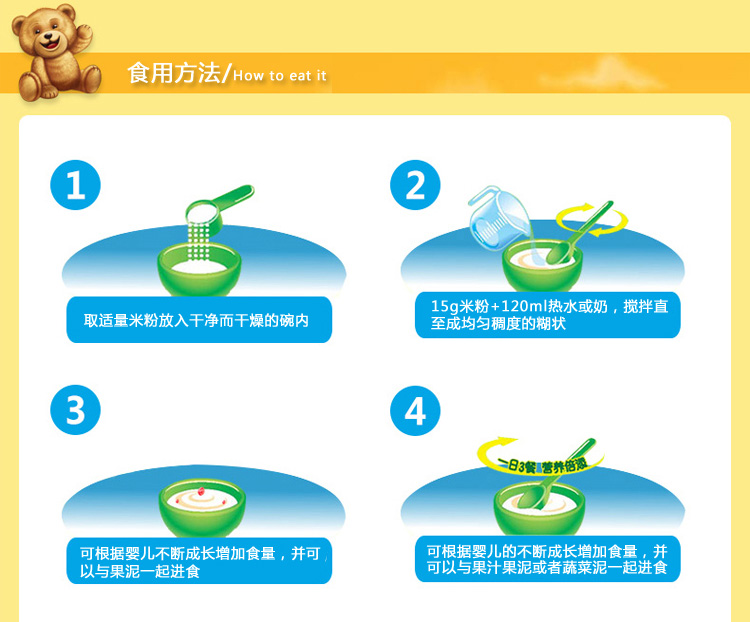 食用方法/How to eat it
1
取适量米粉放入干净而干燥的碗内
2
15g米粉+120ml热水或奶，搅拌直
至成均匀稠度的糊状
3
可根据婴儿不断成长增加食量，并可
以与果泥一起进食
4
一日3餐 营养倍添
可根据婴儿的不断成长增加食量，并
可以与果汁果泥或者蔬菜泥一起进食